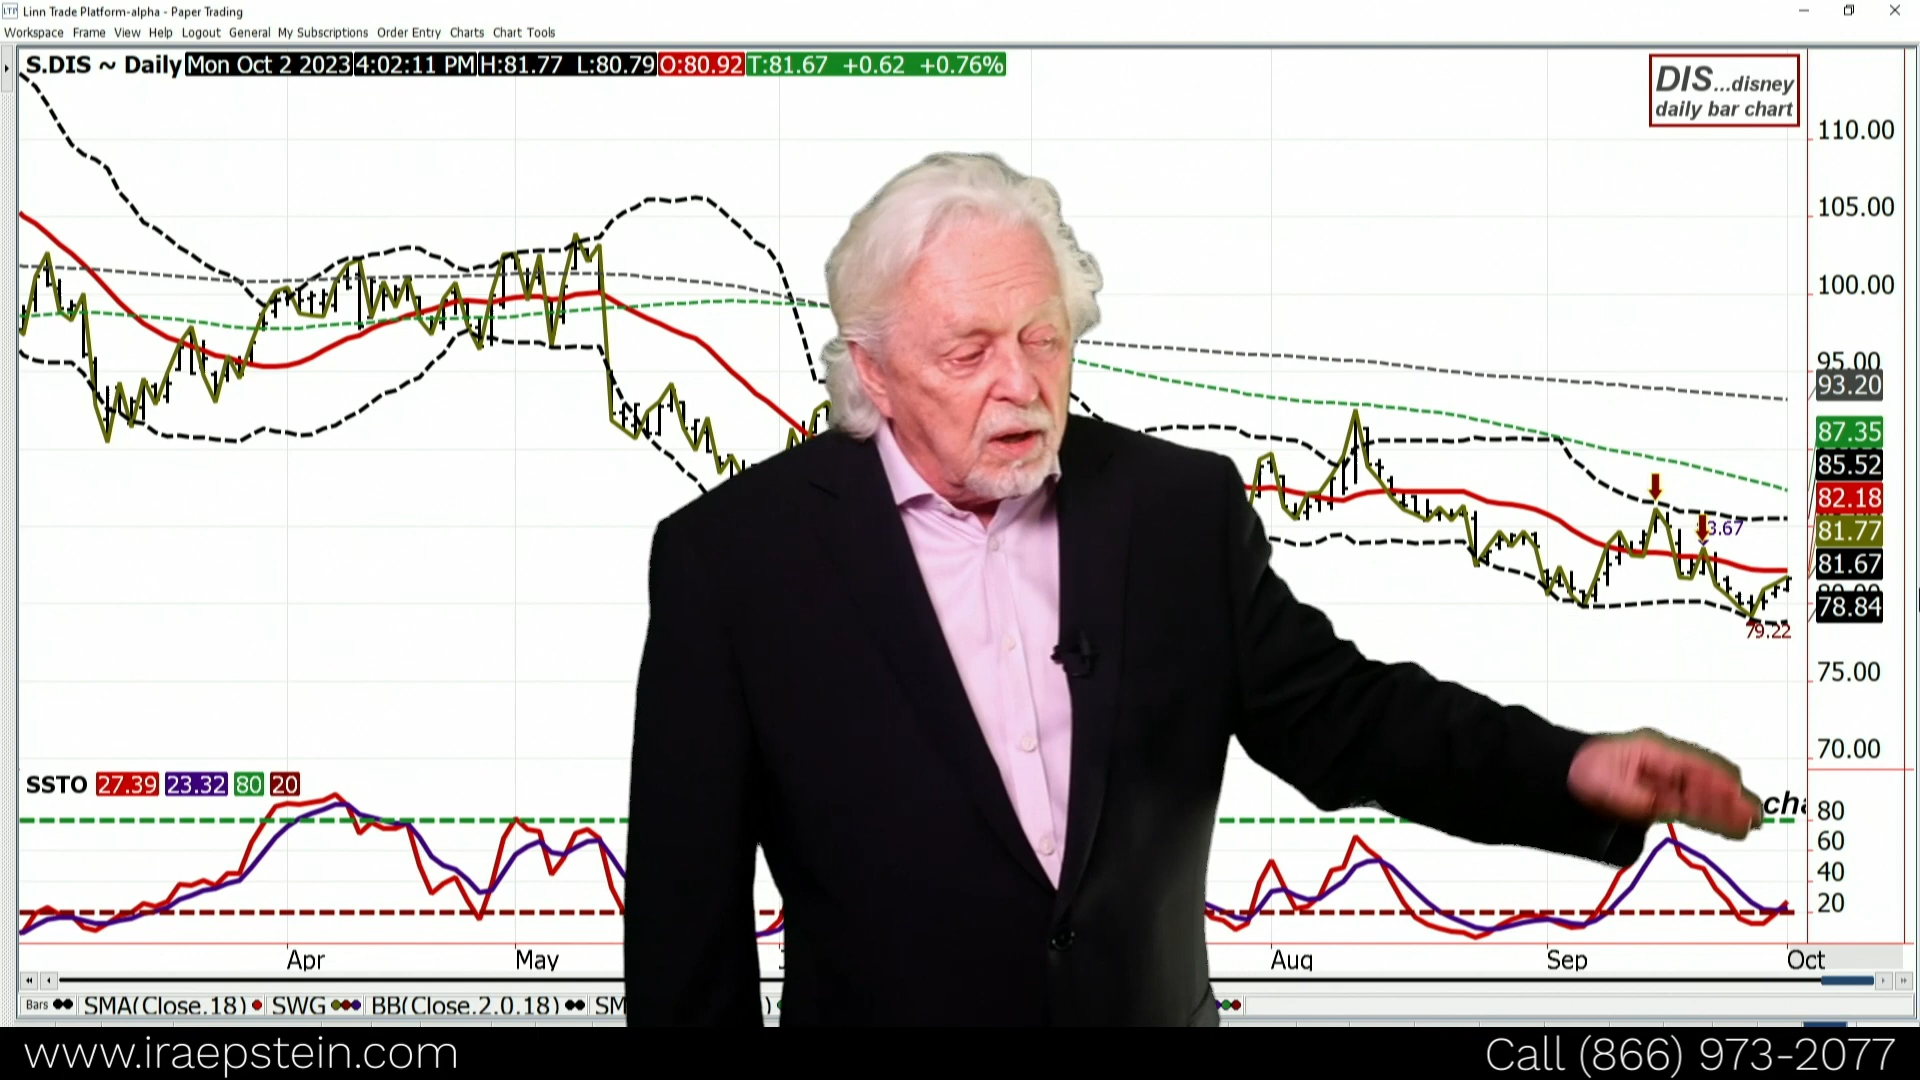 Linn Trade Platform-alpha - Paper Trading
Workspace Frame View Help Logout General My Subscriptions Order Entry Charts Chart Tools
S.DIS ~ Daily Mon Oct 2 2023 4:02:11 PM H:81.77 L:80.79 O:80.92 T:81.67 +0.62 +0.76%
DIS...disney
daily bar chart
110.00
105.00
100.00
95.00
93.20
87.35
85.52
82.18
3.67
81.77
81.67
78.84
79.22
75.00
70.00
SSTO 27.39 23.32 80 20
80
60
40
20
Apr May Aug Sep Oct
Bars SMA(Close,18) SWG BB(Close,2.0,18)
www.iraepstein.com Call (866) 973-2077